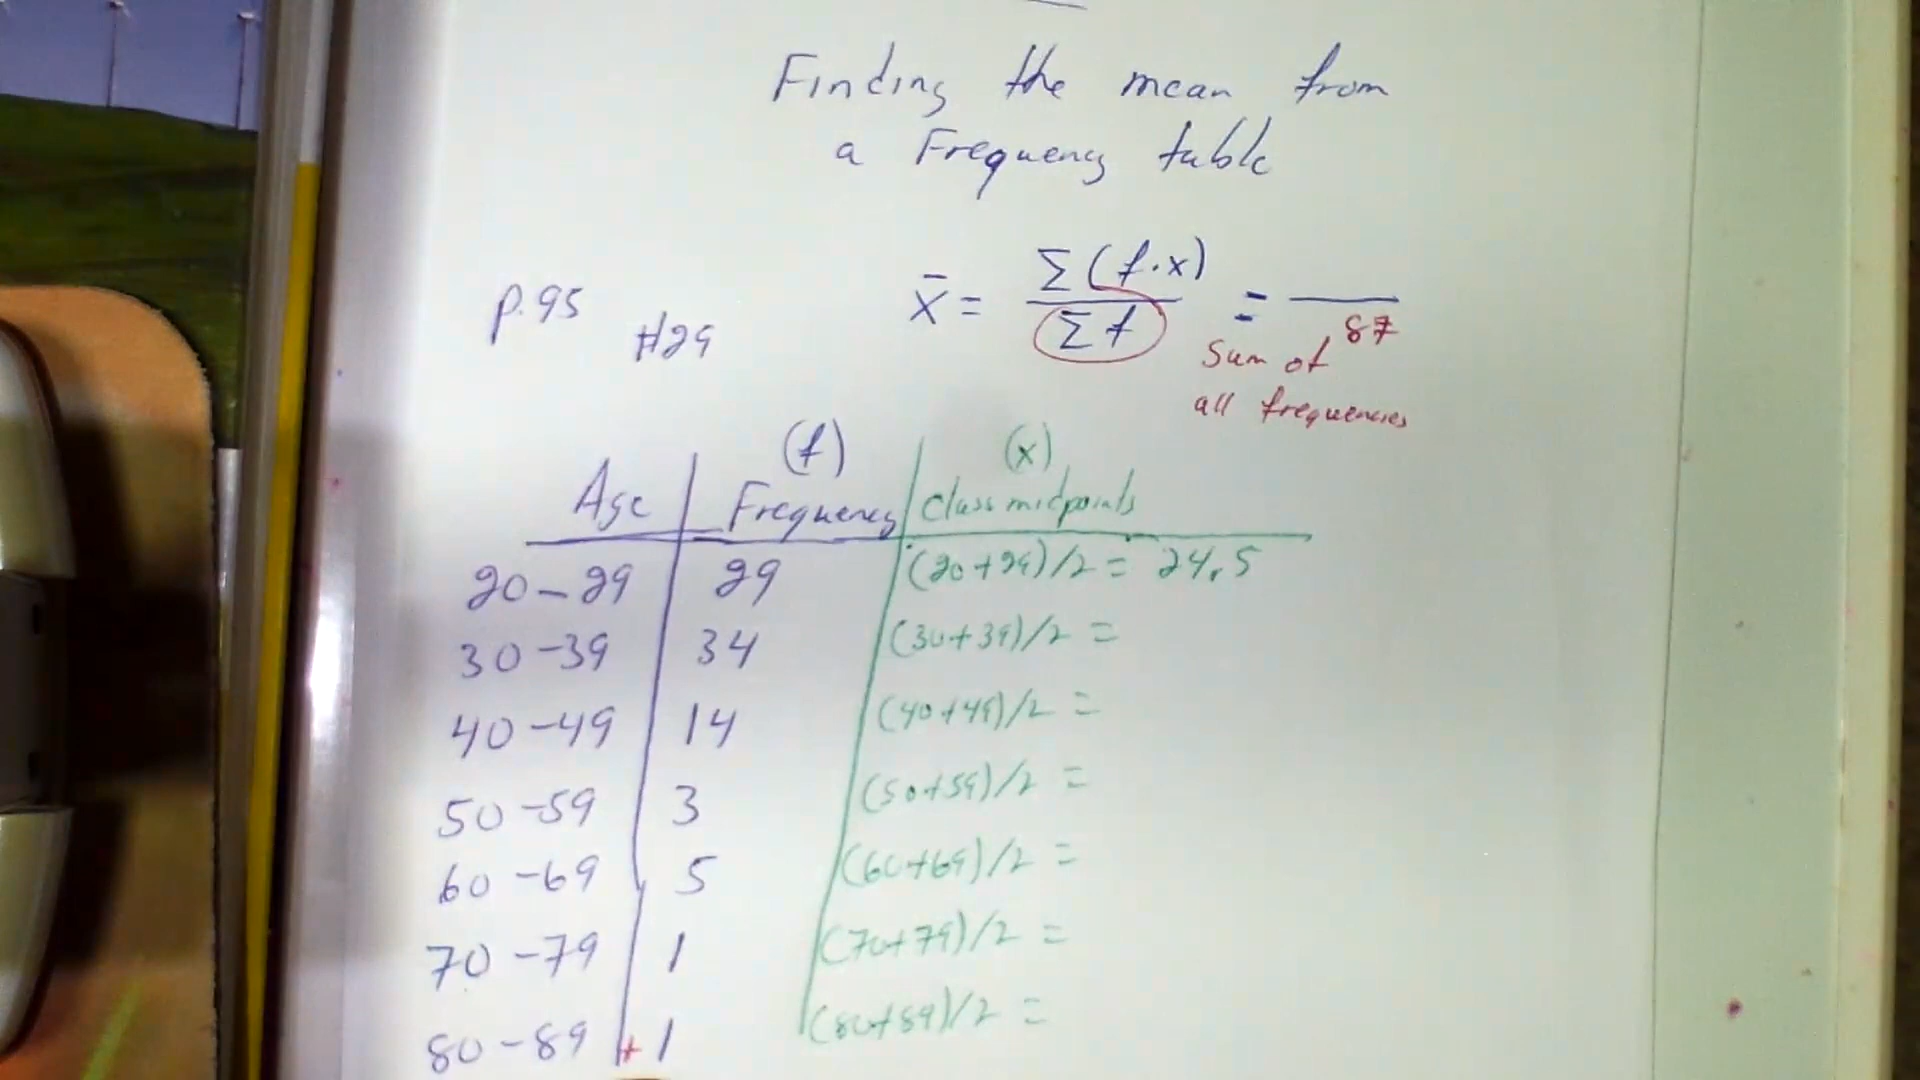 Finding the mean from
a Frequency table
p.95 #29
x̄ = Σ(f·x) / Σf = ___ / 87
Sum of
all frequencies
(f) (x)
Age Frequency Class midpoints
20-29 29 (20+29)/2 = 24.5
30-39 34 (30+39)/2 =
40-49 14 (40+49)/2 =
50-59 3 (50+59)/2 =
60-69 5 (60+69)/2 =
70-79 1 (70+79)/2 =
80-89 +1 (80+89)/2 =